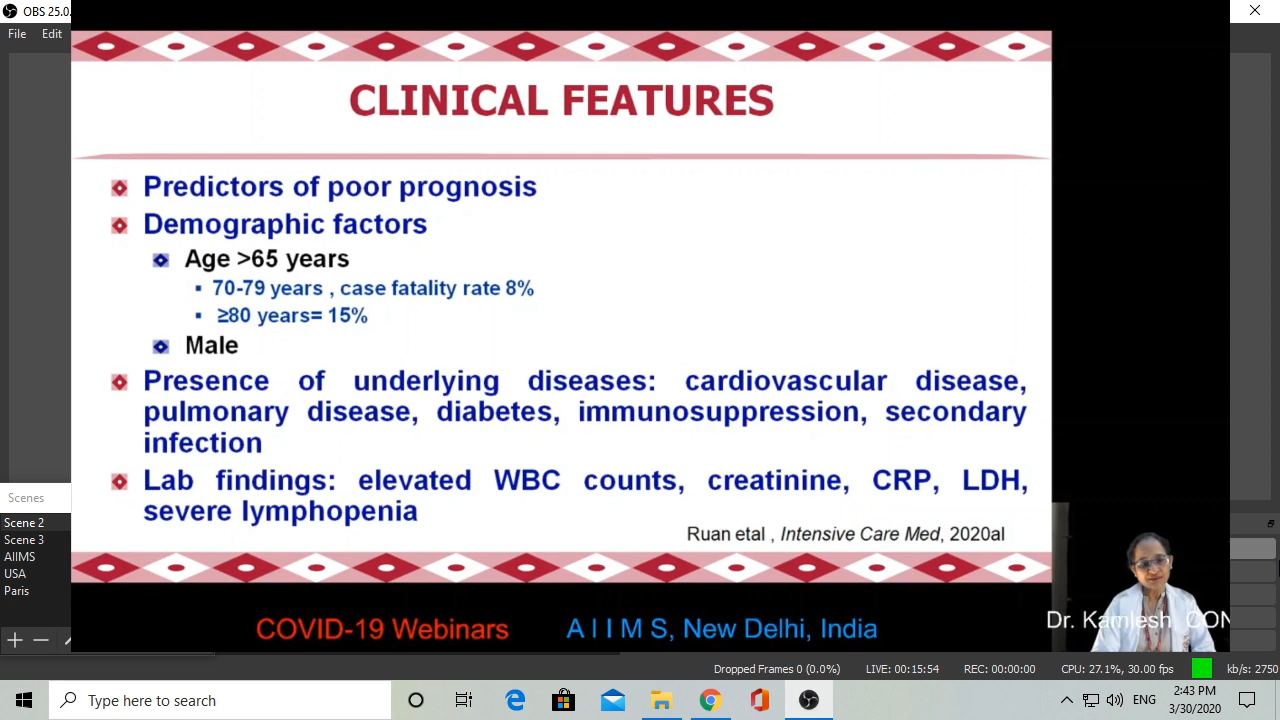 OBS 25.0.
File Edit
CLINICAL FEATURES
Predictors of poor prognosis
Demographic factors
Age >65 years
70-79 years , case fatality rate 8%
≥80 years= 15%
Male
Presence of underlying diseases: cardiovascular disease,
pulmonary disease, diabetes, immunosuppression, secondary
infection
Lab findings: elevated WBC counts, creatinine, CRP, LDH,
severe lymphopenia
Ruan etal , Intensive Care Med, 2020al
Scenes
Scene 2
Scene 3
AIIMS
USA
Paris
COVID-19 Webinars A I I M S, New Delhi, India
Dr. Kamlesh, CON
Dropped Frames 0 (0.0%) LIVE: 00:15:54 REC: 00:00:00 CPU: 27.1%, 30.00 fps kb/s: 2750
Type here to search
ENG
2:43 PM
3/30/2020